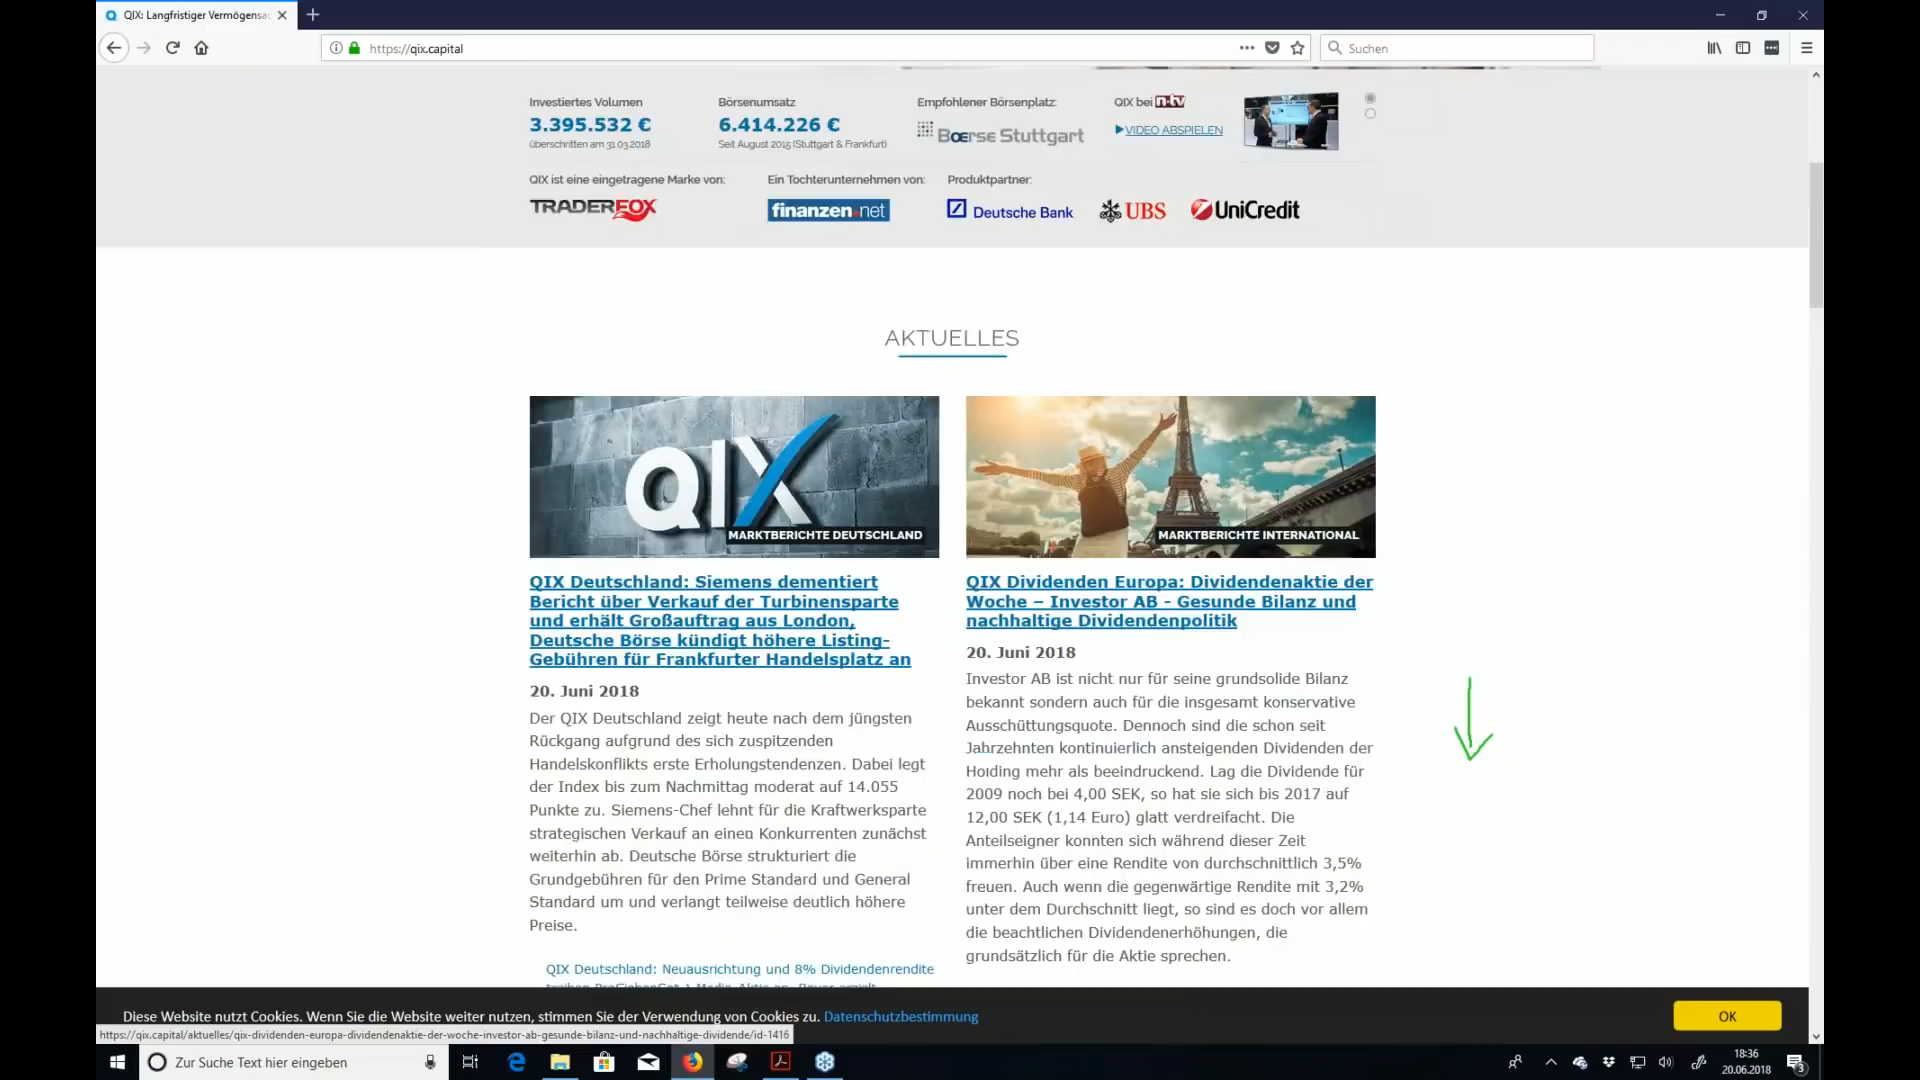 QIX: Langfristiger Vermögensa
https://qix.capital
Suchen
Investiertes Volumen
3.395.532 €
überschritten am 31.03.2018
Börsenumsatz
6.414.226 €
Seit August 2015 (Stuttgart & Frankfurt)
Empfohlener Börsenplatz:
Boerse Stuttgart
QIX bei n-tv
VIDEO ABSPIELEN
QIX ist eine eingetragene Marke von:
TRADERFOX
Ein Tochterunternehmen von:
finanzen.net
Produktpartner:
Deutsche Bank
UBS
UniCredit
AKTUELLES
QIX
MARKTBERICHTE DEUTSCHLAND
QIX Deutschland: Siemens dementiert
Bericht über Verkauf der Turbinensparte
und erhält Großauftrag aus London,
Deutsche Börse kündigt höhere Listing-
Gebühren für Frankfurter Handelsplatz an
20. Juni 2018
Der QIX Deutschland zeigt heute nach dem jüngsten
Rückgang aufgrund des sich zuspitzenden
Handelskonflikts erste Erholungstendenzen. Dabei legt
der Index bis zum Nachmittag moderat auf 14.055
Punkte zu. Siemens-Chef lehnt für die Kraftwerksparte
strategischen Verkauf an einen Konkurrenten zunächst
weiterhin ab. Deutsche Börse strukturiert die
Grundgebühren für den Prime Standard und General
Standard um und verlangt teilweise deutlich höhere
Preise.
QIX Deutschland: Neuausrichtung und 8% Dividendenrendite
MARKTBERICHTE INTERNATIONAL
QIX Dividenden Europa: Dividendenaktie der
Woche – Investor AB - Gesunde Bilanz und
nachhaltige Dividendenpolitik
20. Juni 2018
Investor AB ist nicht nur für seine grundsolide Bilanz
bekannt sondern auch für die insgesamt konservative
Ausschüttungsquote. Dennoch sind die schon seit
Jahrzehnten kontinuierlich ansteigenden Dividenden der
Holding mehr als beeindruckend. Lag die Dividende für
2009 noch bei 4,00 SEK, so hat sie sich bis 2017 auf
12,00 SEK (1,14 Euro) glatt verdreifacht. Die
Anteilseigner konnten sich während dieser Zeit
immerhin über eine Rendite von durchschnittlich 3,5%
freuen. Auch wenn die gegenwärtige Rendite mit 3,2%
unter dem Durchschnitt liegt, so sind es doch vor allem
die beachtlichen Dividendenerhöhungen, die
grundsätzlich für die Aktie sprechen.
Diese Website nutzt Cookies. Wenn Sie die Website weiter nutzen, stimmen Sie der Verwendung von Cookies zu. Datenschutzbestimmung
OK
https://qix.capital/aktuelles/qix-dividenden-europa-dividendenaktie-der-woche-investor-ab-gesunde-bilanz-und-nachhaltige-dividende/id-1416
Zur Suche Text hier eingeben
18:36
20.06.2018
3